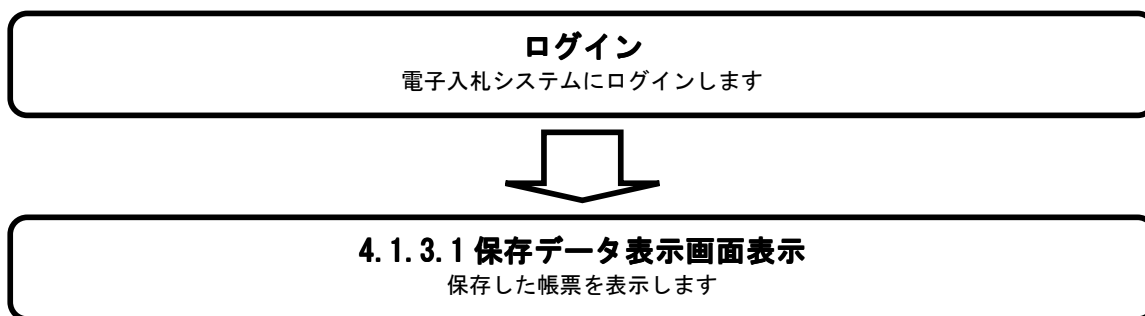 ログイン
電子入札システムにログインします
4.1.3.1 保存データ表示画面表示
保存した帳票を表示します